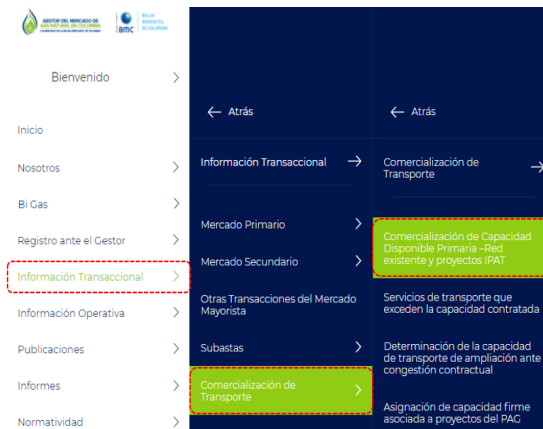 GESTOR DEL MERCADO DE
GAS NATURAL EN COLOMBIA
bmc
BOLSA
MERCANTIL
DE COLOMBIA
Bienvenido
Inicio
Nosotros
Bi Gas
Registro ante el Gestor
Información Transaccional
Información Operativa
Publicaciones
Informes
Normatividad
Atrás
Información Transaccional
Mercado Primario
Mercado Secundario
Otras Transacciones del Mercado
Mayorista
Subastas
Comercialización de
Transporte
Atrás
Comercialización de
Transporte
Comercialización de Capacidad
Disponible Primaria –Red
existente y proyectos IPAT
Servicios de transporte que
exceden la capacidad contratada
Determinación de la capacidad
de transporte de ampliación ante
congestión contractual
Asignación de capacidad firme
asociada a proyectos del PAG